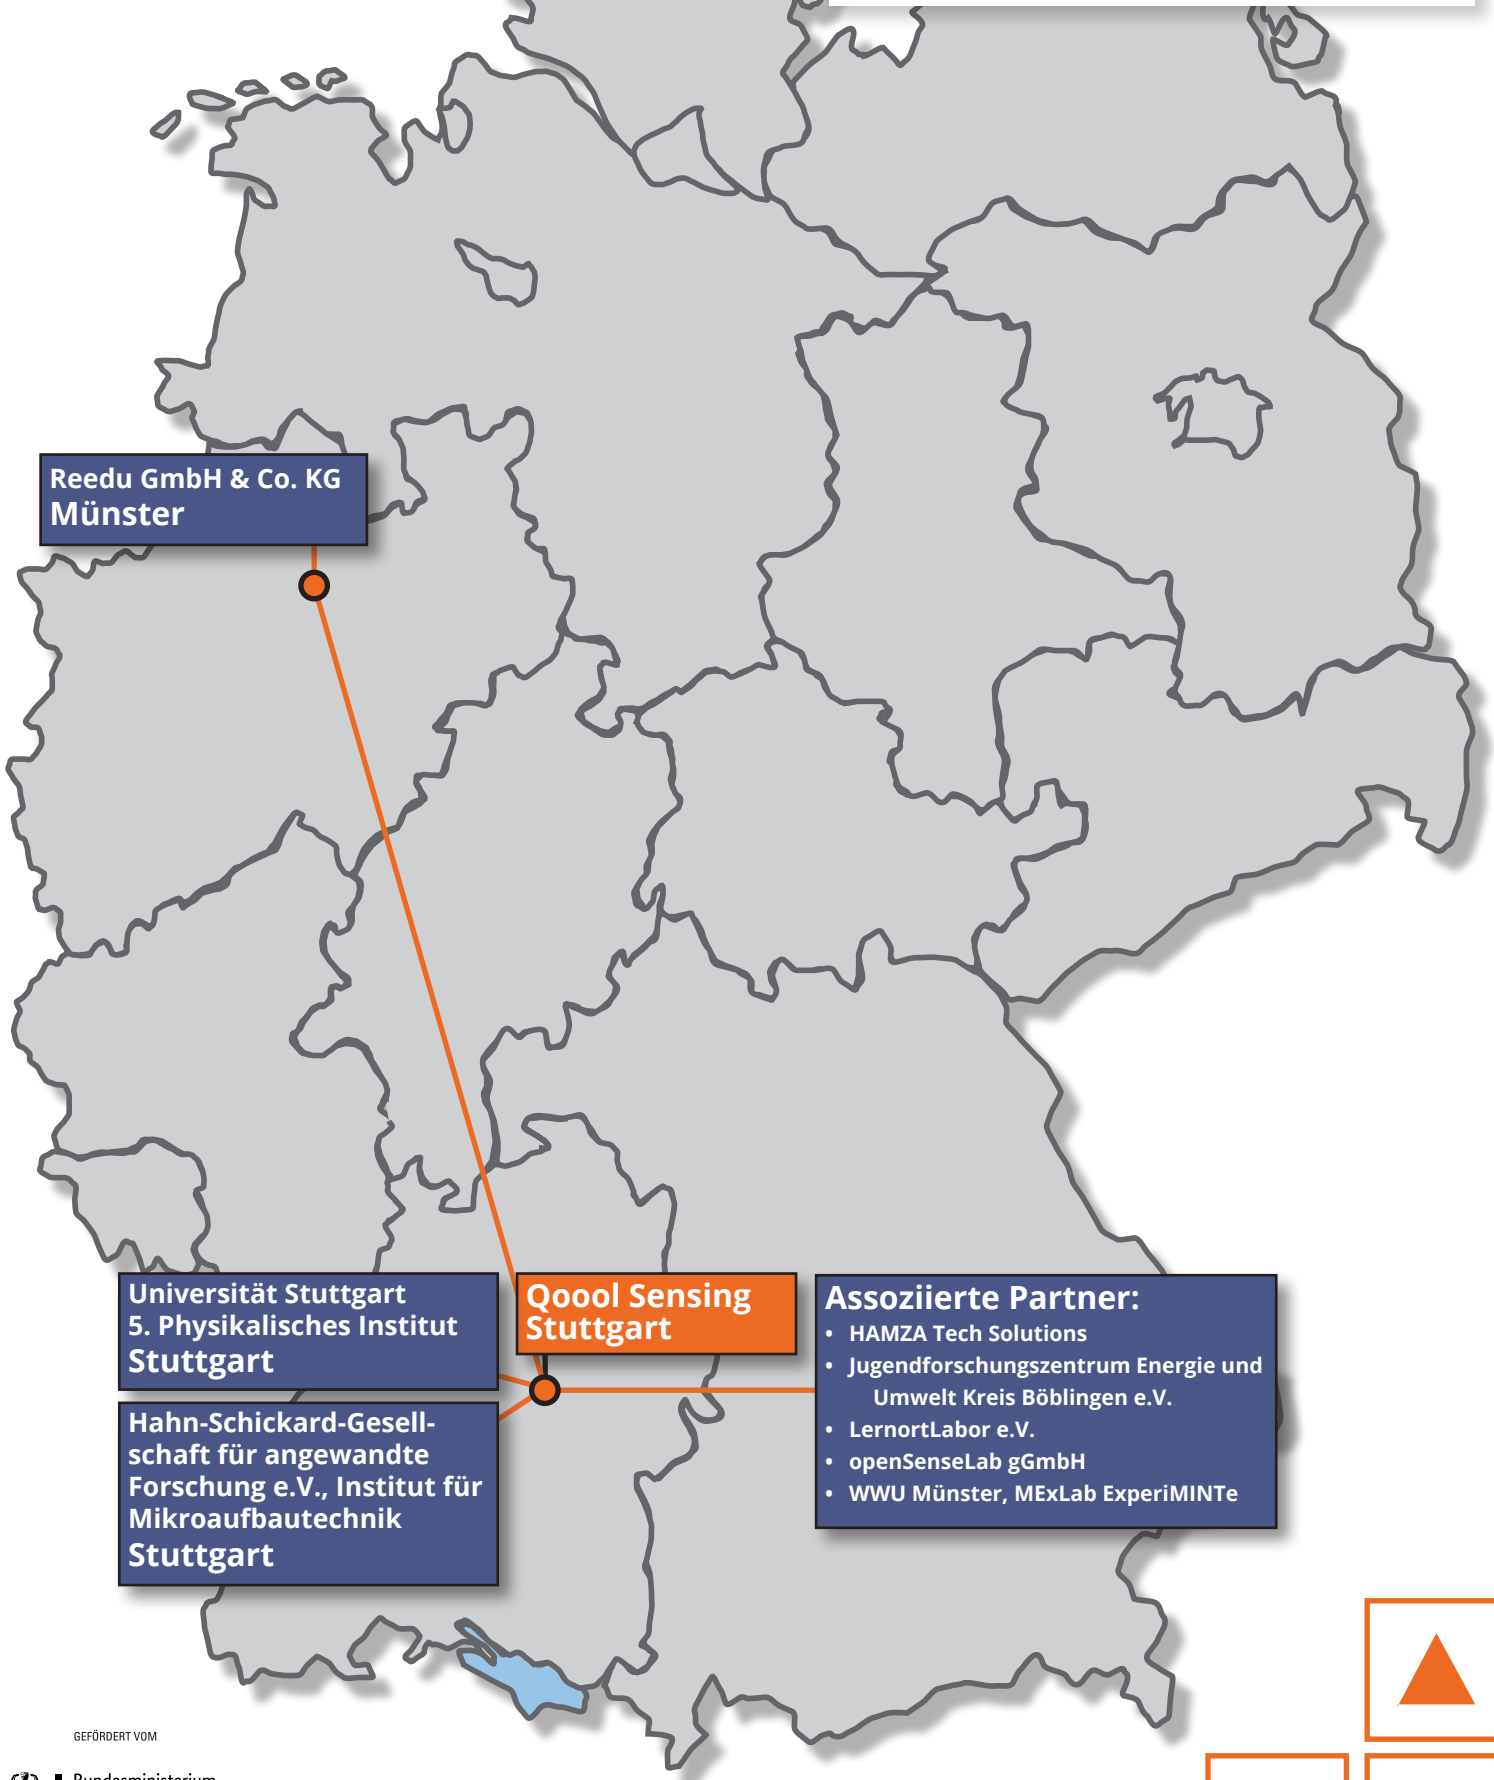 Reedu GmbH & Co. KG
Münster
Universität Stuttgart
5. Physikalisches Institut
Stuttgart
Qoool Sensing
Stuttgart
Hahn-Schickard-Gesell-
schaft für angewandte
Forschung e.V., Institut für
Mikroaufbautechnik
Stuttgart
Assoziierte Partner:
• HAMZA Tech Solutions
• Jugendforschungszentrum Energie und
Umwelt Kreis Böblingen e.V.
• LernortLabor e.V.
• openSenseLab gGmbH
• WWU Münster, MExLab ExperiMINTe
GEFÖRDERT VOM
Bundesministerium